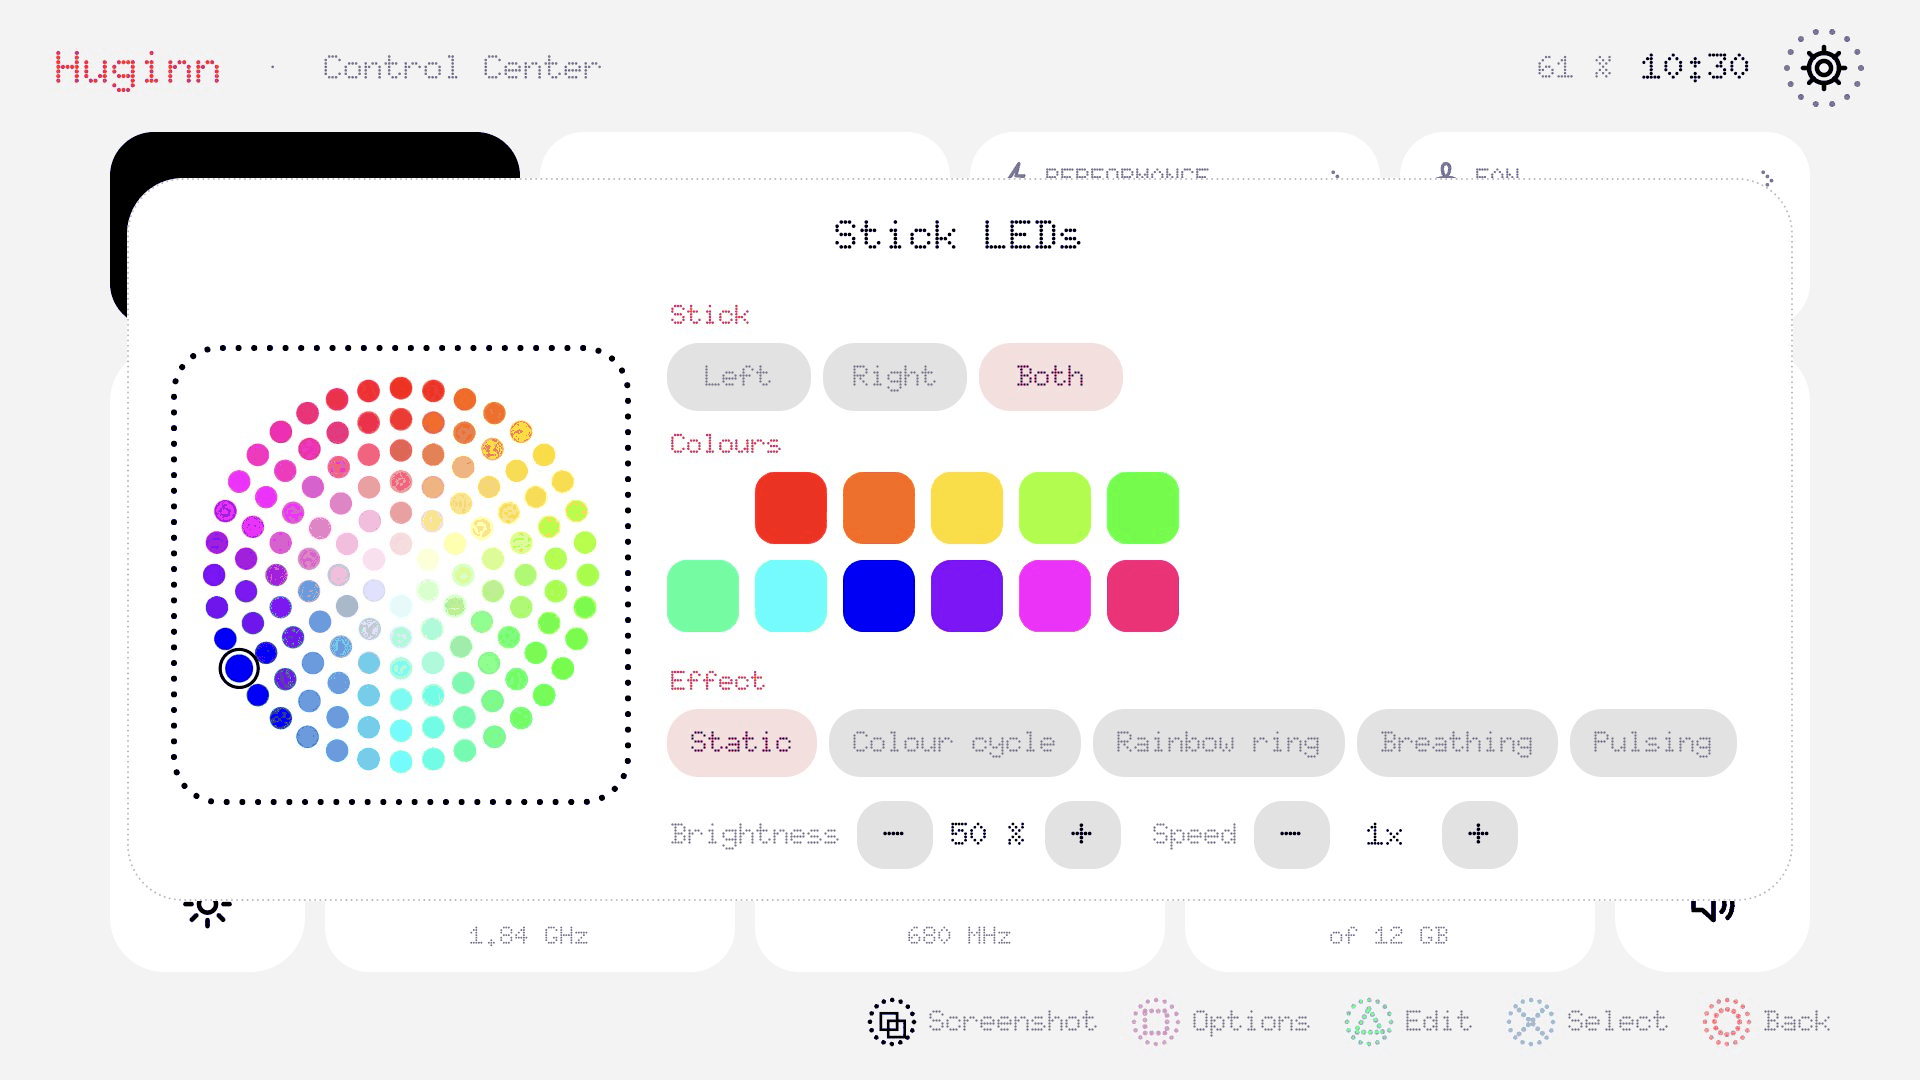 Huginn · Control Center
61 % 10:30
PERFORMANCE
FAN
Stick LEDs
Stick
Left Right Both
Colours
Effect
Static Colour cycle Rainbow ring Breathing Pulsing
Brightness − 50 % + Speed − 1x +
1,84 GHz
680 MHz
of 12 GB
Screenshot Options Edit Select Back